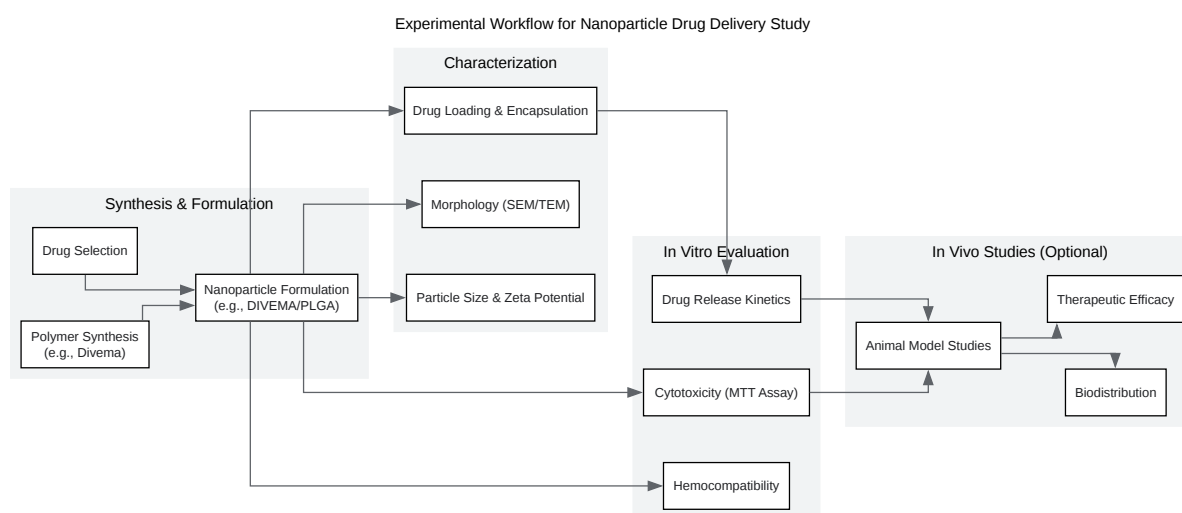 Experimental Workflow for Nanoparticle Drug Delivery Study
Characterization
Drug Loading & Encapsulation
Morphology (SEM/TEM)
Particle Size & Zeta Potential
Synthesis & Formulation
Drug Selection
Nanoparticle Formulation
(e.g., DIVEMA/PLGA)
Polymer Synthesis
(e.g., Divema)
In Vitro Evaluation
Drug Release Kinetics
Cytotoxicity (MTT Assay)
Hemocompatibility
In Vivo Studies (Optional)
Therapeutic Efficacy
Animal Model Studies
Biodistribution